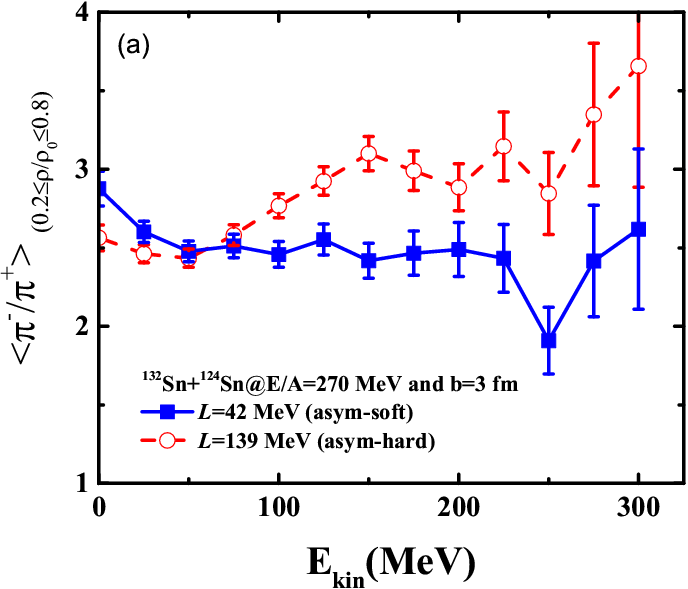 (a)
4
3
2
1
<π⁻/π⁺> (0.2≤ρ/ρ₀≤0.8)
¹³²Sn+¹²⁴Sn@E/A=270 MeV and b=3 fm
L=42 MeV (asym-soft)
L=139 MeV (asym-hard)
0 100 200 300
E_kin(MeV)